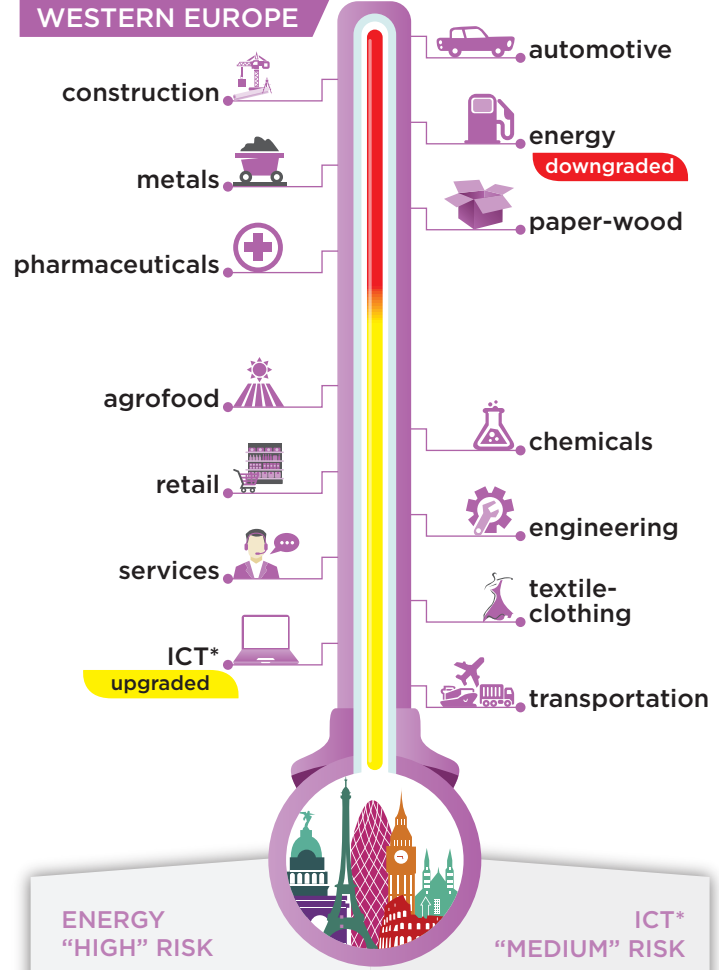 WESTERN EUROPE
automotive
construction
energy
downgraded
metals
paper-wood
pharmaceuticals
agrofood
chemicals
retail
engineering
services
textile-
clothing
ICT*
upgraded
transportation
ENERGY
“HIGH” RISK
ICT*
“MEDIUM” RISK